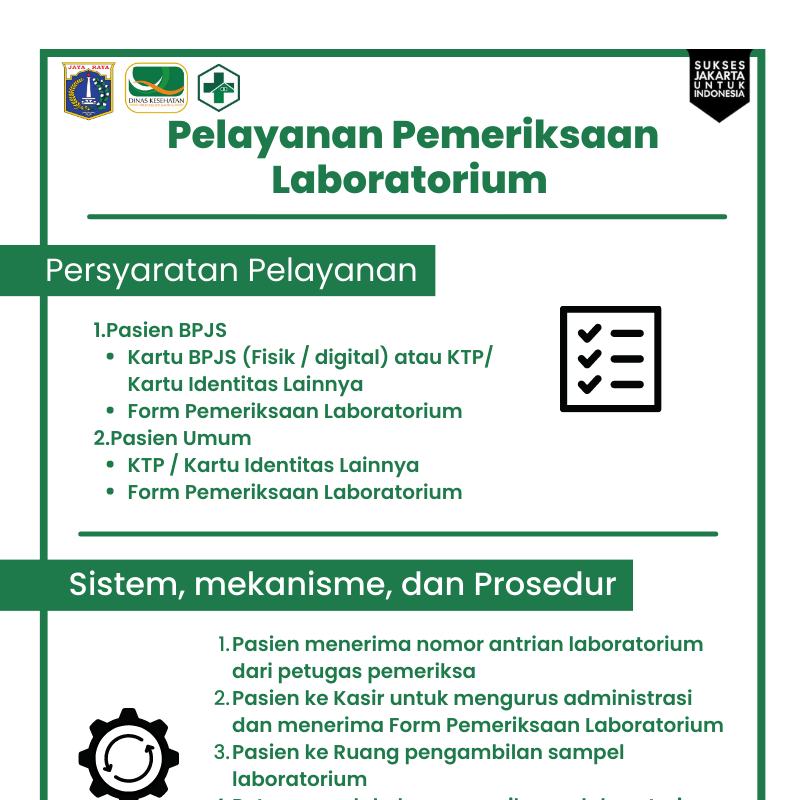 JAYA RAYA
DINAS KESEHATAN
SUKSES
JAKARTA
UNTUK
INDONESIA
Pelayanan Pemeriksaan
Laboratorium
Persyaratan Pelayanan
1.Pasien BPJS
• Kartu BPJS (Fisik / digital) atau KTP/
Kartu Identitas Lainnya
• Form Pemeriksaan Laboratorium
2.Pasien Umum
• KTP / Kartu Identitas Lainnya
• Form Pemeriksaan Laboratorium
Sistem, mekanisme, dan Prosedur
1.Pasien menerima nomor antrian laboratorium
dari petugas pemeriksa
2.Pasien ke Kasir untuk mengurus administrasi
dan menerima Form Pemeriksaan Laboratorium
3.Pasien ke Ruang pengambilan sampel
laboratorium